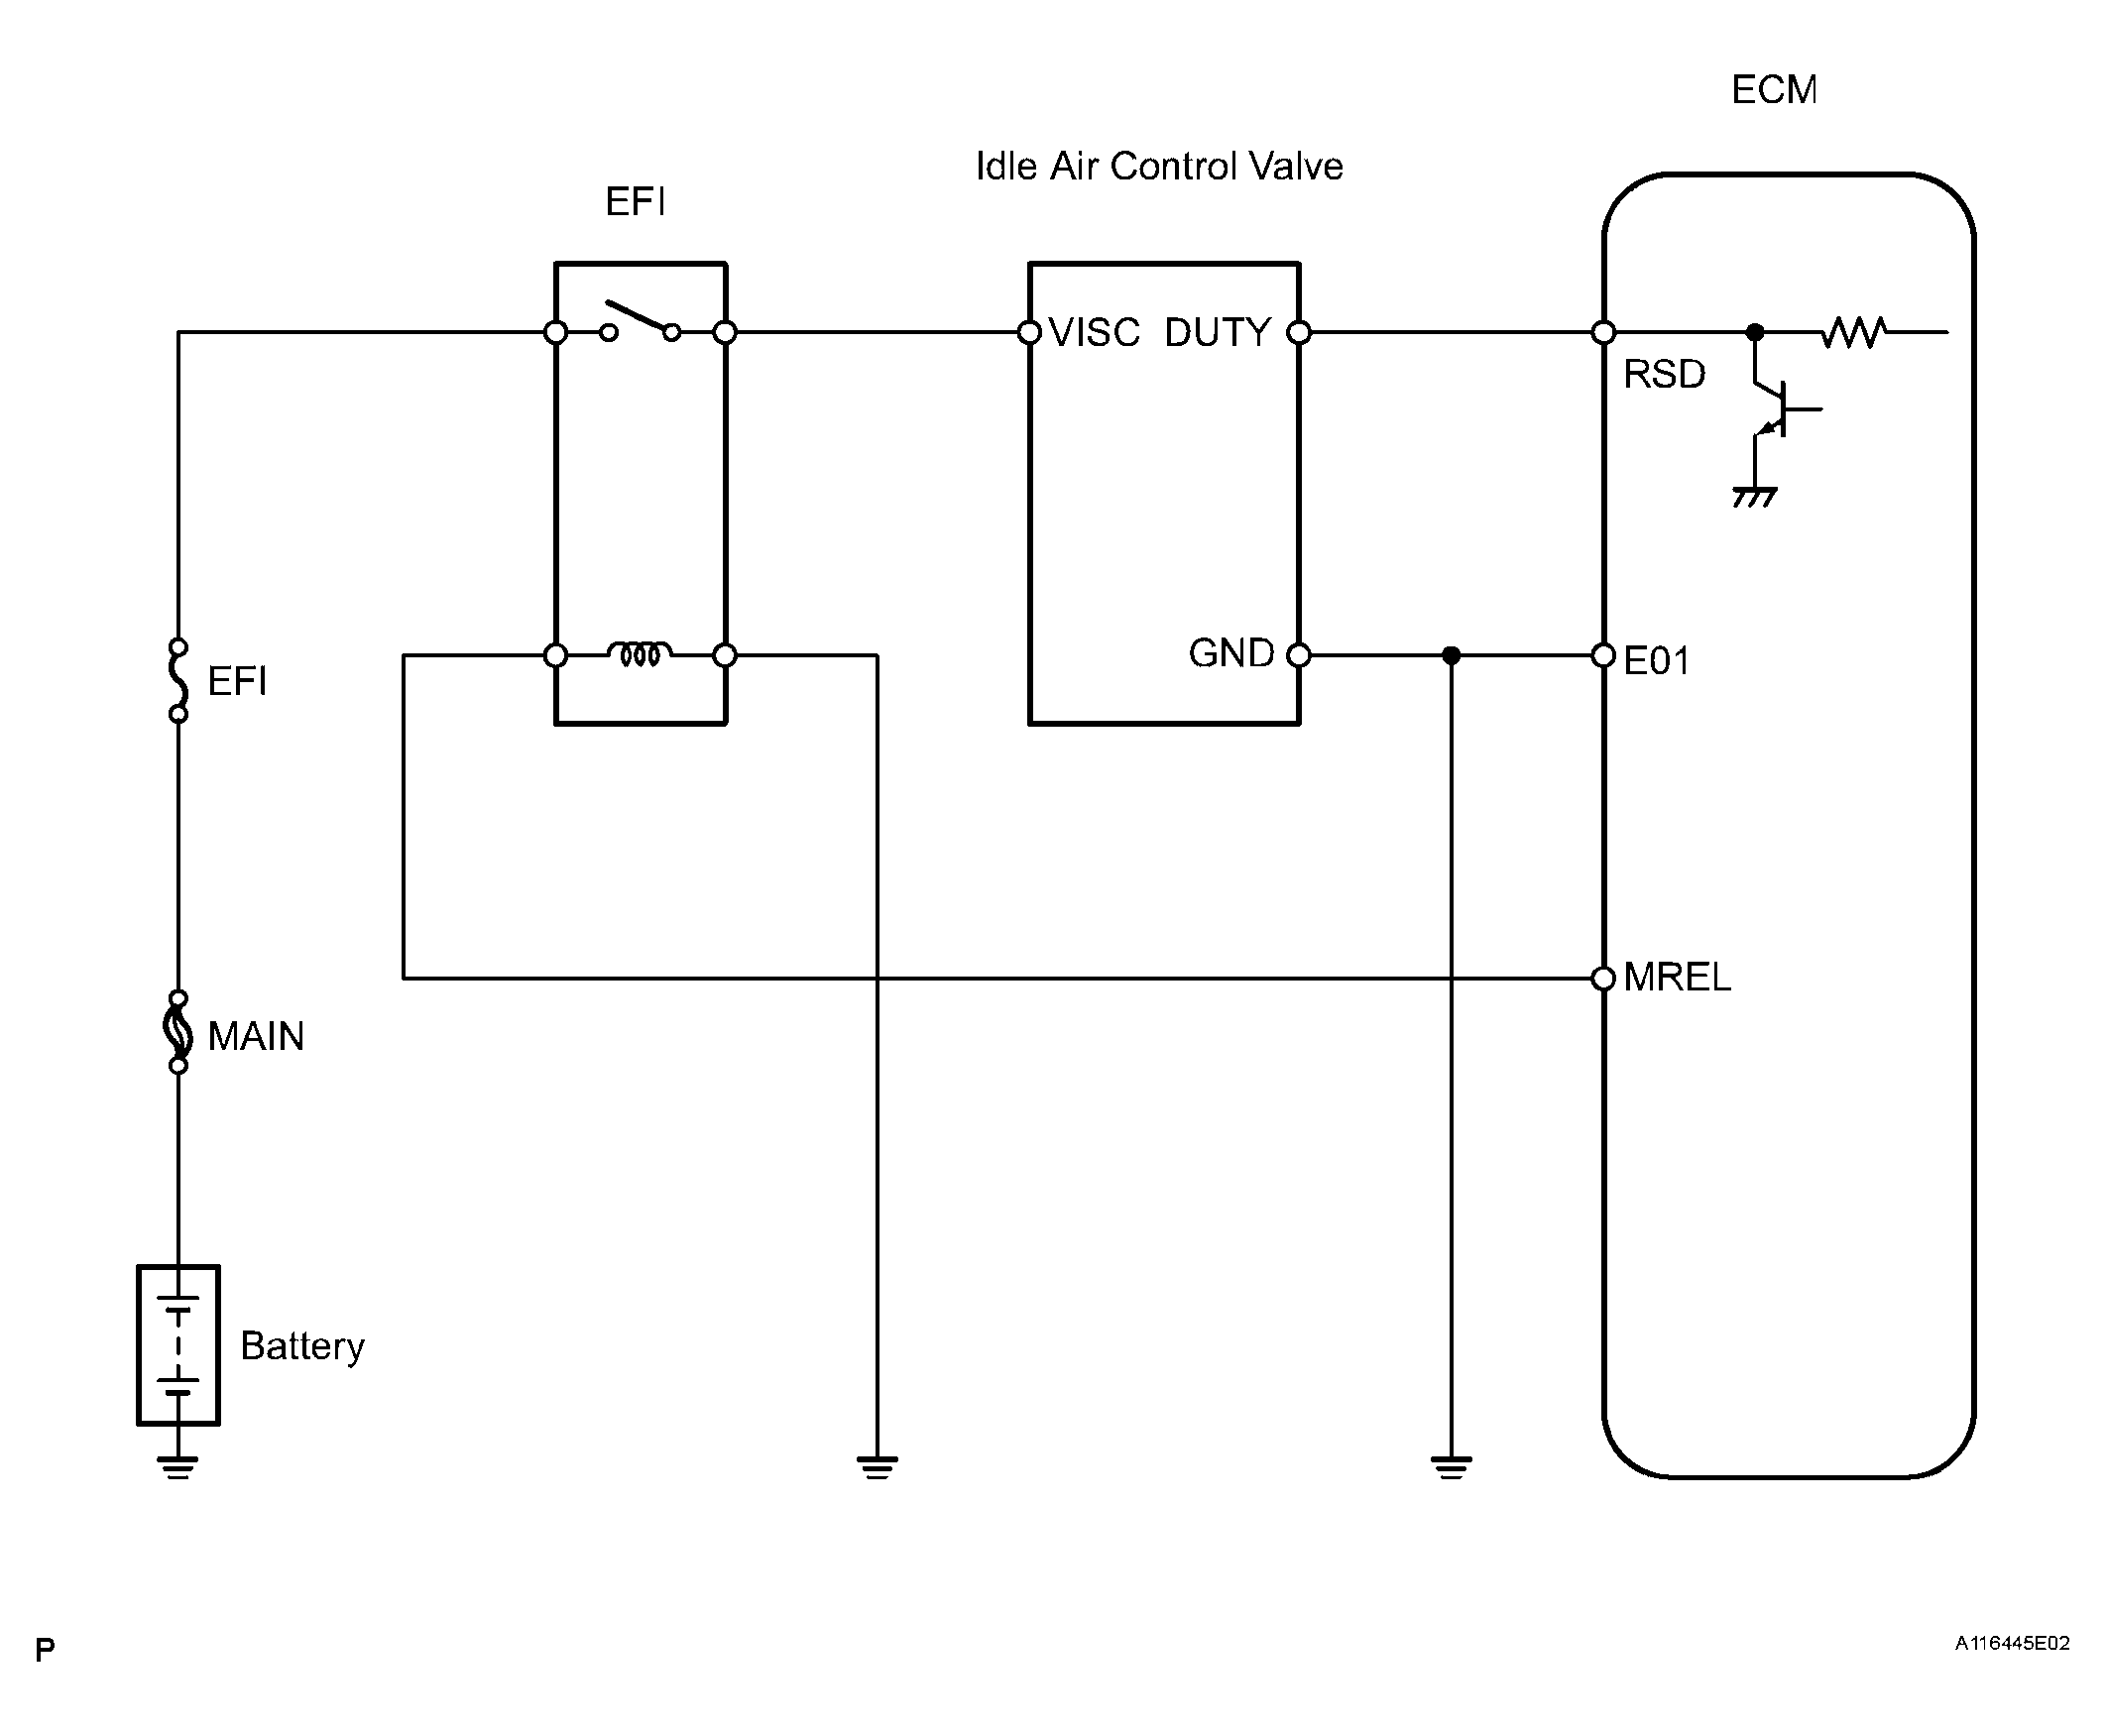 ECM
Idle Air Control Valve
EFI
VISC DUTY
RSD
GND
E01
EFI
MREL
MAIN
Battery
P
A116445E02